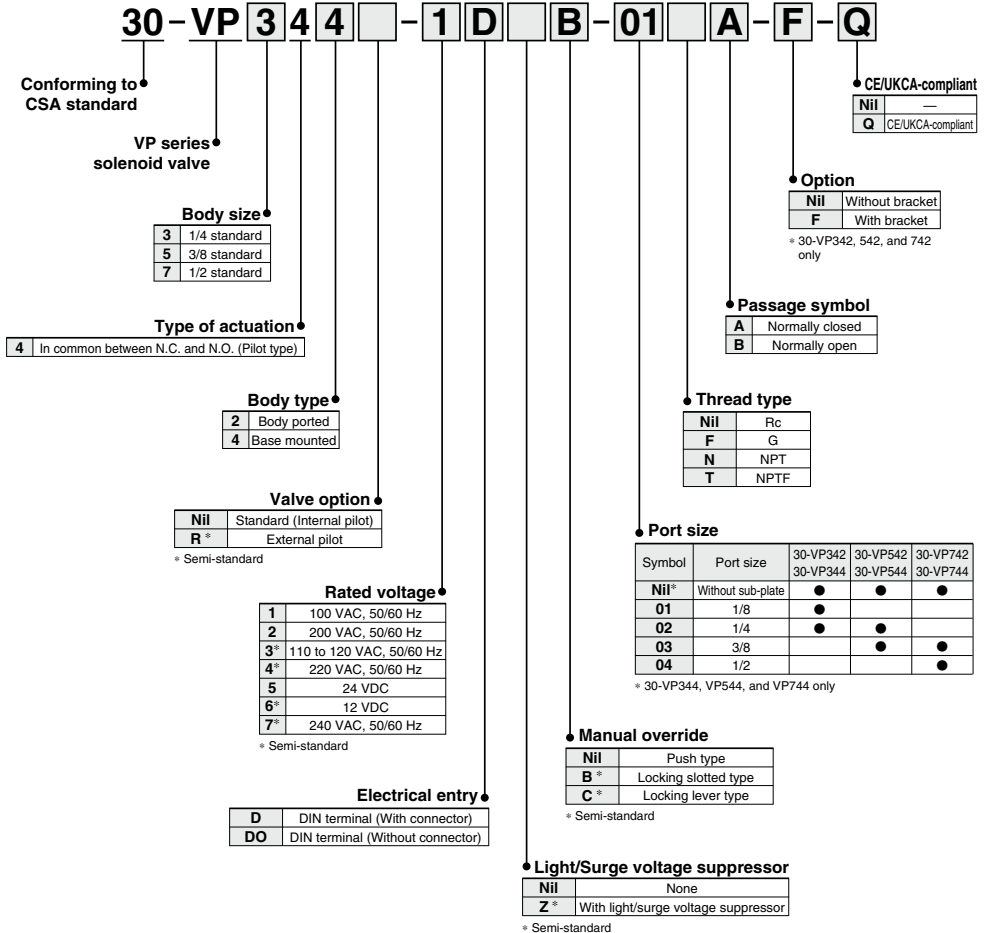 30-VP 3 4 4 - 1 D B - 01 A - F - Q
Conforming to
CSA standard
VP series
solenoid valve
Body size
3 1/4 standard
5 3/8 standard
7 1/2 standard
Type of actuation
4 In common between N.C. and N.O. (Pilot type)
Body type
2 Body ported
4 Base mounted
Valve option
Nil Standard (Internal pilot)
R * External pilot
* Semi-standard
Rated voltage
1 100 VAC, 50/60 Hz
2 200 VAC, 50/60 Hz
3* 110 to 120 VAC, 50/60 Hz
4* 220 VAC, 50/60 Hz
5 24 VDC
6* 12 VDC
7* 240 VAC, 50/60 Hz
* Semi-standard
Electrical entry
D DIN terminal (With connector)
DO DIN terminal (Without connector)
Light/Surge voltage suppressor
Nil None
Z * With light/surge voltage suppressor
* Semi-standard
Manual override
Nil Push type
B * Locking slotted type
C * Locking lever type
* Semi-standard
Port size
Symbol Port size 30-VP342 30-VP542 30-VP742
30-VP344 30-VP544 30-VP744
Nil* Without sub-plate ● ● ●
01 1/8 ●
02 1/4 ● ●
03 3/8 ● ●
04 1/2 ●
* 30-VP344, VP544, and VP744 only
Thread type
Nil Rc
F G
N NPT
T NPTF
Passage symbol
A Normally closed
B Normally open
Option
Nil Without bracket
F With bracket
* 30-VP342, 542, and 742
only
CE/UKCA-compliant
Nil —
Q CE/UKCA-compliant